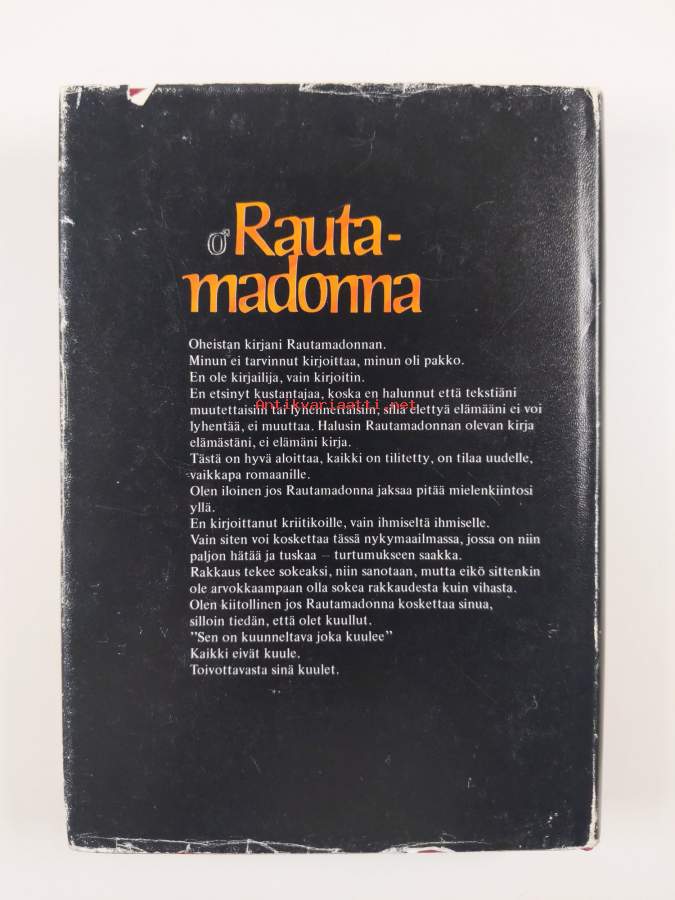 Rauta-
madonna
Oheistan kirjani Rautamadonnan.
Minun ei tarvinnut kirjoittaa, minun oli pakko.
En ole kirjailija, vain kirjoitin.
En etsinyt kustantajaa, koska en halunnut että tekstiäni
muutettaisiin tai lyhennettäisiin, sillä elettyä elämääni ei voi
Antikvariaatti.net
lyhentää, ei muuttaa. Halusin Rautamadonnan olevan kirja
elämästäni, ei elämäni kirja.
Tästä on hyvä aloittaa, kaikki on tilitetty, on tilaa uudelle,
vaikkapa romaanille.
Olen iloinen jos Rautamadonna jaksaa pitää mielenkiintosi
yllä.
En kirjoittanut kriitikoille, vain ihmiseltä ihmiselle.
Vain siten voi koskettaa tässä nykymaailmassa, jossa on niin
paljon hätää ja tuskaa – turtumukseen saakka.
Rakkaus tekee sokeaksi, niin sanotaan, mutta eikö sittenkin
ole arvokkaampaan olla sokea rakkaudesta kuin vihasta.
Olen kiitollinen jos Rautamadonna koskettaa sinua,
silloin tiedän, että olet kuullut.
”Sen on kuunneltava joka kuulee”
Kaikki eivät kuule.
Toivottavasta sinä kuulet.